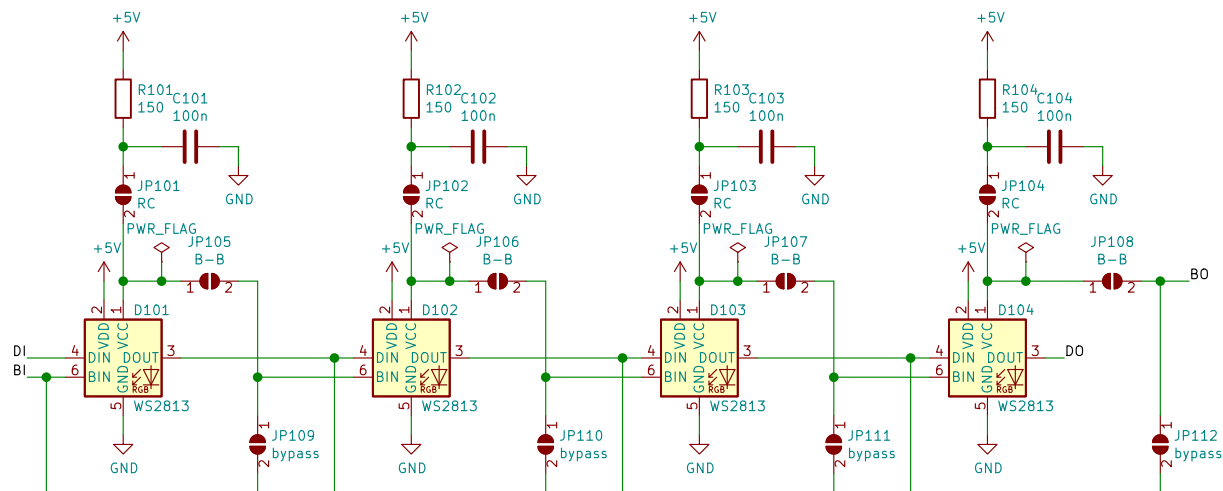 +5V
+5V
+5V
+5V
R101
150
C101
100n
R102
150
C102
100n
R103
150
C103
100n
R104
150
C104
100n
1
JP101
RC
2
GND
1
JP102
RC
2
GND
1
JP103
RC
2
GND
1
JP104
RC
2
GND
PWR_FLAG
PWR_FLAG
PWR_FLAG
PWR_FLAG
+5V
JP105
B-B
1 2
+5V
JP106
B-B
1 2
+5V
JP107
B-B
1 2
+5V
JP108
B-B
1 2
BO
2 1 D101
VDD VCC
DI 4 DIN DOUT 3
BI 6 BIN GND RGB
5 WS2813
GND
2 1 D102
VDD VCC
4 DIN DOUT 3
6 BIN GND RGB
5 WS2813
GND
2 1 D103
VDD VCC
4 DIN DOUT 3
6 BIN GND RGB
5 WS2813
GND
2 1 D104
VDD VCC
4 DIN DOUT 3 DO
6 BIN GND RGB
5 WS2813
GND
1
JP109
bypass
2
1
JP110
bypass
2
1
JP111
bypass
2
1
JP112
bypass
2